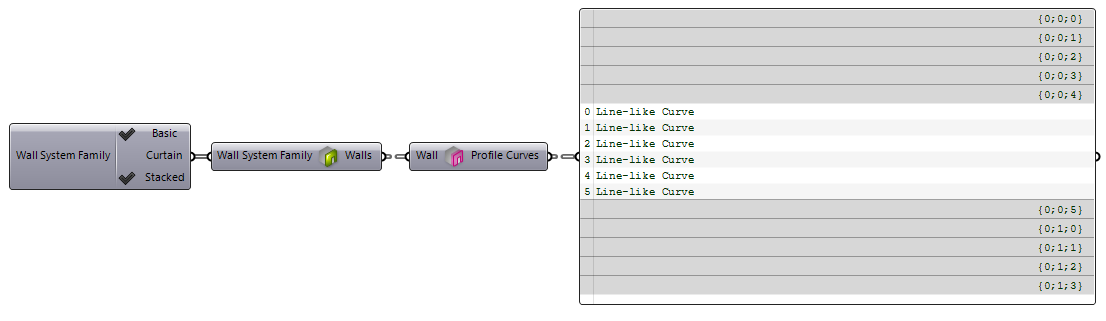 Wall System Family
Basic
Curtain
Stacked
Wall System Family Walls
Wall Profile Curves
{0;0;0}
{0;0;1}
{0;0;2}
{0;0;3}
{0;0;4}
0 Line-like Curve
1 Line-like Curve
2 Line-like Curve
3 Line-like Curve
4 Line-like Curve
5 Line-like Curve
{0;0;5}
{0;1;0}
{0;1;1}
{0;1;2}
{0;1;3}